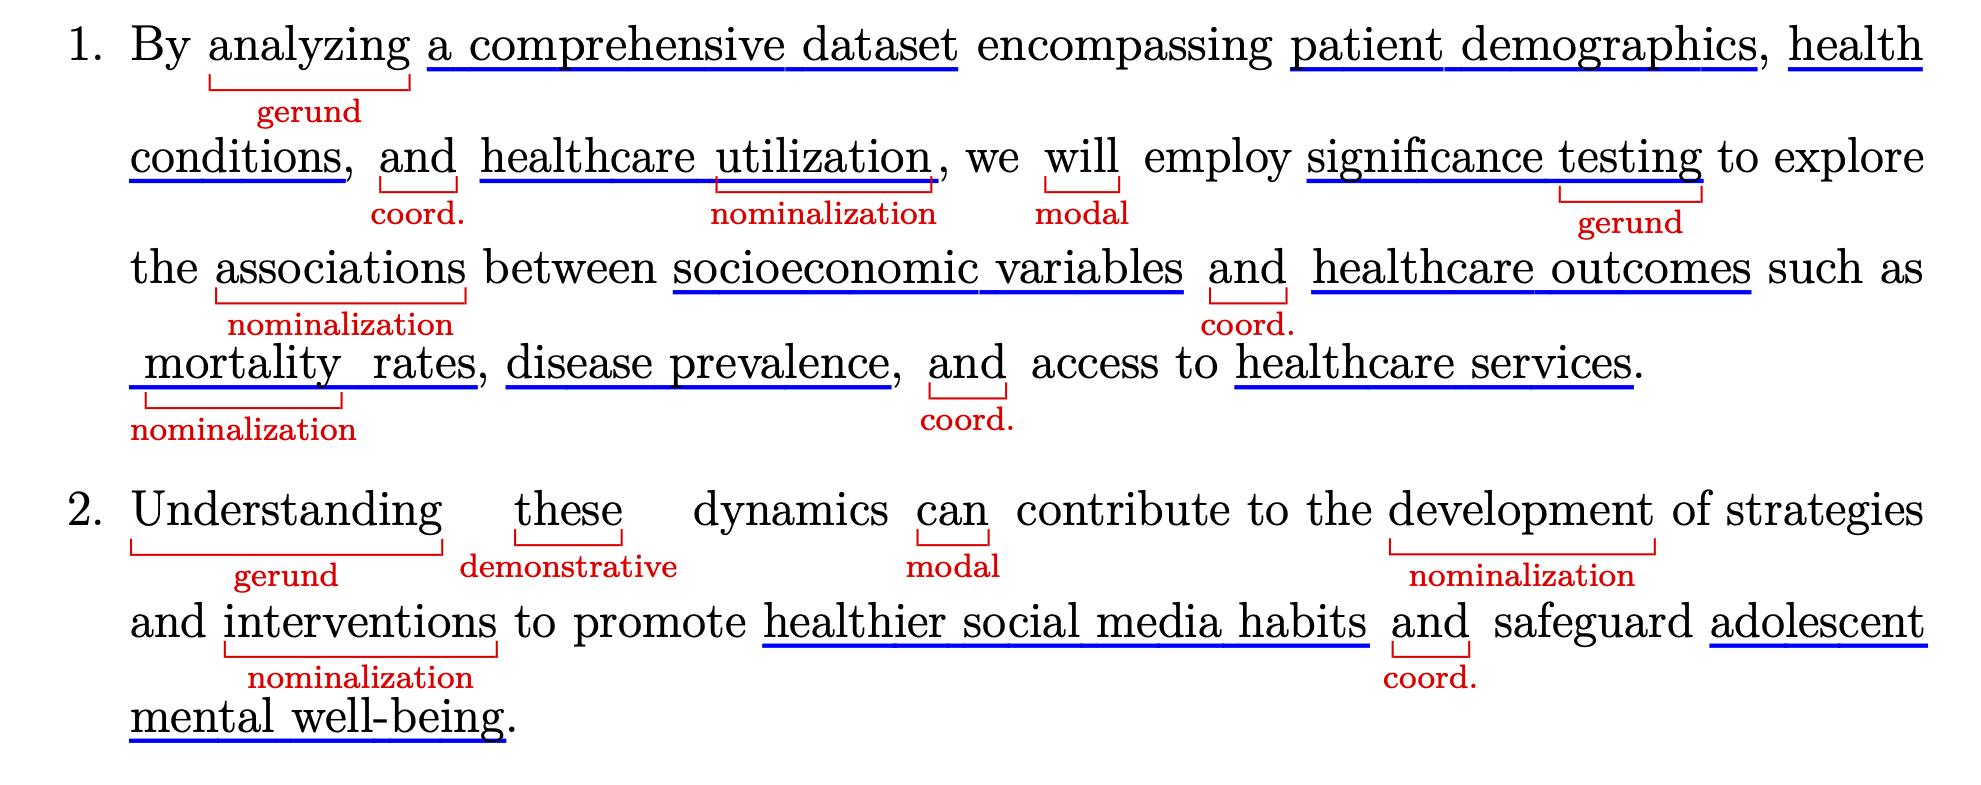 1. By analyzing a comprehensive dataset encompassing patient demographics, health
gerund
conditions, and healthcare utilization, we will employ significance testing to explore
coord. nominalization modal gerund
the associations between socioeconomic variables and healthcare outcomes such as
nominalization coord.
mortality rates, disease prevalence, and access to healthcare services.
nominalization coord.
2. Understanding these dynamics can contribute to the development of strategies
gerund demonstrative modal nominalization
and interventions to promote healthier social media habits and safeguard adolescent
nominalization coord.
mental well-being.